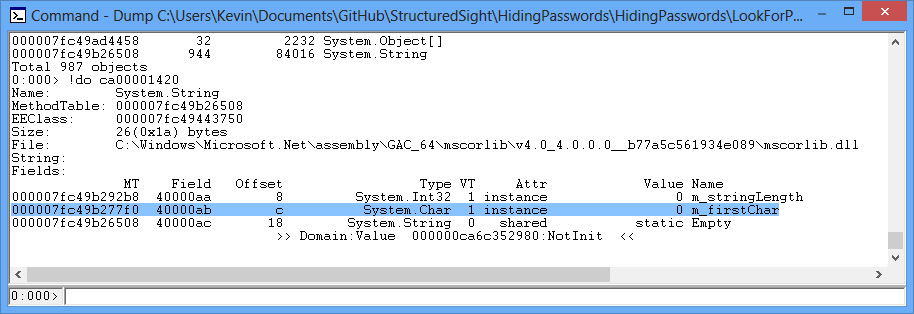 Command - Dump C:\Users\Kevin\Documents\GitHub\StructuredSight\HidingPasswords\HidingPasswords\LookForP...
000007fc49ad4458       32         2232 System.Object[]
000007fc49b26508      944        84016 System.String
Total 987 objects
0:000> !do ca00001420
Name:        System.String
MethodTable: 000007fc49b26508
EEClass:     000007fc49443750
Size:        26(0x1a) bytes
File:        C:\Windows\Microsoft.Net\assembly\GAC_64\mscorlib\v4.0_4.0.0.0__b77a5c561934e089\mscorlib.dll
String:
Fields:
              MT    Field   Offset                 Type VT     Attr            Value Name
000007fc49b292b8  40000aa        8         System.Int32  1 instance                0 m_stringLength
000007fc49b277f0  40000ab        c          System.Char  1 instance                0 m_firstChar
000007fc49b26508  40000ac       18        System.String  0   shared           static Empty
                                 >> Domain:Value  000000ca6c352980:NotInit  <<
0:000>